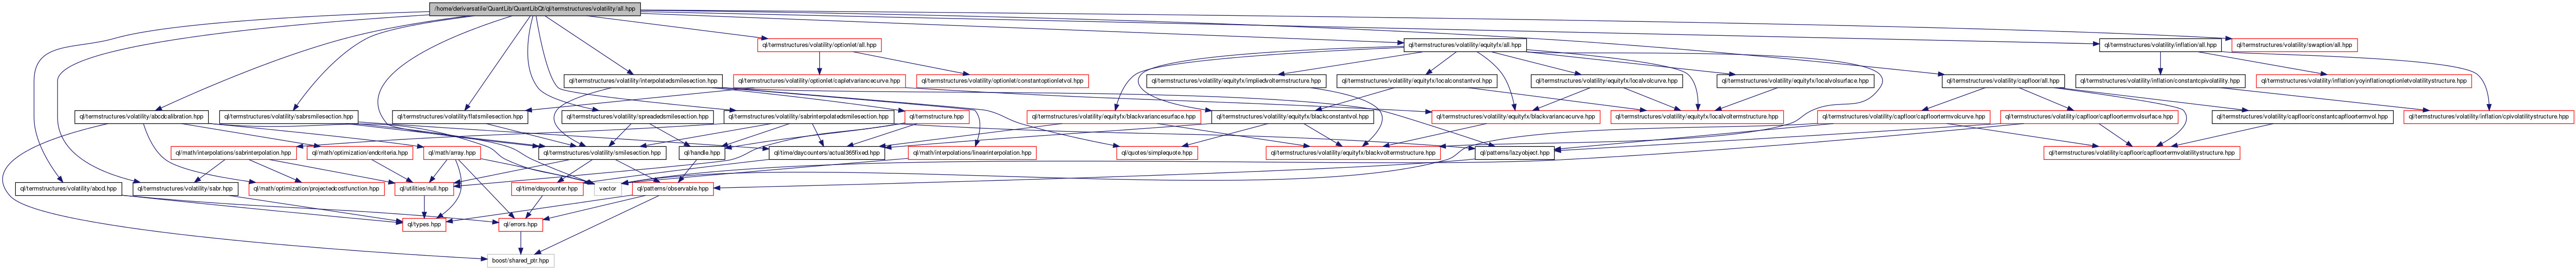 /home/deriversatile/QuantLib/QuantLibQt/ql/termstructures/volatility/all.hpp
ql/termstructures/volatility/optionlet/all.hpp
ql/termstructures/volatility/equityfx/all.hpp
ql/termstructures/volatility/inflation/all.hpp
ql/termstructures/volatility/swaption/all.hpp
ql/termstructures/volatility/interpolatedsmilesection.hpp
ql/termstructures/volatility/optionlet/capletvariancecurve.hpp
ql/termstructures/volatility/optionlet/constantoptionletvol.hpp
ql/termstructures/volatility/equityfx/impliedvoltermstructure.hpp
ql/termstructures/volatility/equityfx/localconstantvol.hpp
ql/termstructures/volatility/equityfx/localvolcurve.hpp
ql/termstructures/volatility/equityfx/localvolsurface.hpp
ql/termstructures/volatility/capfloor/all.hpp
ql/termstructures/volatility/inflation/constantcpivolatility.hpp
ql/termstructures/volatility/inflation/yoyinflationoptionletvolatilitystructure.hpp
ql/termstructures/volatility/abcdcalibration.hpp
ql/termstructures/volatility/sabrsmilesection.hpp
ql/termstructures/volatility/flatsmilesection.hpp
ql/termstructures/volatility/spreadedsmilesection.hpp
ql/termstructures/volatility/sabrinterpolatedsmilesection.hpp
ql/termstructure.hpp
ql/termstructures/volatility/equityfx/blackvariancesurface.hpp
ql/termstructures/volatility/equityfx/blackconstantvol.hpp
ql/termstructures/volatility/equityfx/blackvariancecurve.hpp
ql/termstructures/volatility/equityfx/localvoltermstructure.hpp
ql/termstructures/volatility/capfloor/capfloortermvolcurve.hpp
ql/termstructures/volatility/capfloor/capfloortermvolsurface.hpp
ql/termstructures/volatility/capfloor/constantcapfloortermvol.hpp
ql/termstructures/volatility/inflation/cpivolatilitystructure.hpp
ql/math/interpolations/sabrinterpolation.hpp
ql/math/optimization/endcriteria.hpp
ql/math/array.hpp
ql/termstructures/volatility/smilesection.hpp
ql/handle.hpp
ql/time/daycounters/actual365fixed.hpp
ql/math/interpolations/linearinterpolation.hpp
ql/quotes/simplequote.hpp
ql/termstructures/volatility/equityfx/blackvoltermstructure.hpp
ql/patterns/lazyobject.hpp
ql/termstructures/volatility/capfloor/capfloortermvolatilitystructure.hpp
ql/termstructures/volatility/abcd.hpp
ql/termstructures/volatility/sabr.hpp
ql/math/optimization/projectedcostfunction.hpp
ql/utilities/null.hpp
ql/time/daycounter.hpp
vector
ql/patterns/observable.hpp
ql/types.hpp
ql/errors.hpp
boost/shared_ptr.hpp